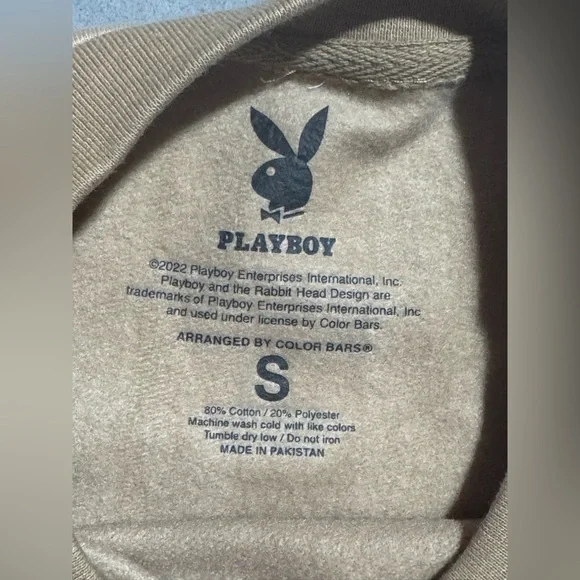 PLAYBOY
©2022 Playboy Enterprises International, Inc.
Playboy and the Rabbit Head Design are
trademarks of Playboy Enterprises International, Inc
and used under license by Color Bars.
ARRANGED BY COLOR BARS®
S
80% Cotton / 20% Polyester
Machine wash cold with like colors
Tumble dry low / Do not iron
MADE IN PAKISTAN